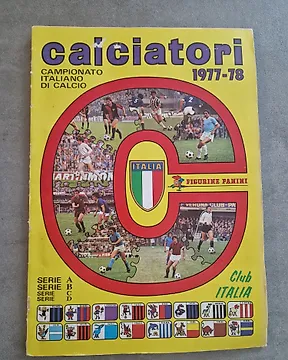 calciatori
CAMPIONATO
ITALIANO
DI CALCIO
1977-78
ITALIA
FIGURINE PANINI
SERIE A
SERIE B
SERIE C
SERIE D
Club
ITALIA